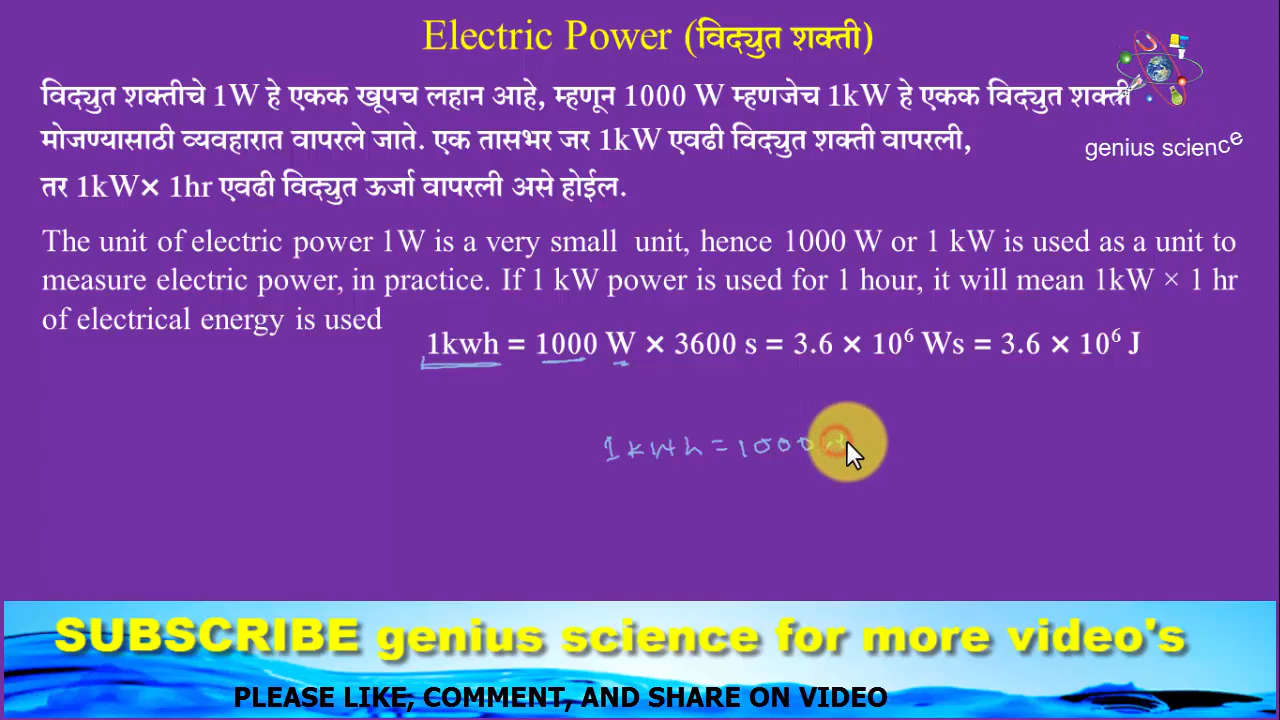 Electric Power (विद्युत शक्ती)
विद्युत शक्तीचे 1W हे एकक खूपच लहान आहे, म्हणून 1000 W म्हणजेच 1kW हे एकक विद्युत शक्ती
मोजण्यासाठी व्यवहारात वापरले जाते. एक तासभर जर 1kW एवढी विद्युत शक्ती वापरली,
genius science
तर 1kW× 1hr एवढी विद्युत ऊर्जा वापरली असे होईल.
The unit of electric power 1W is a very small unit, hence 1000 W or 1 kW is used as a unit to
measure electric power, in practice. If 1 kW power is used for 1 hour, it will mean 1kW × 1 hr
of electrical energy is used
1kwh = 1000 W × 3600 s = 3.6 × 10⁶ Ws = 3.6 × 10⁶ J
1kwh = 1000
SUBSCRIBE genius science for more video's
PLEASE LIKE, COMMENT, AND SHARE ON VIDEO